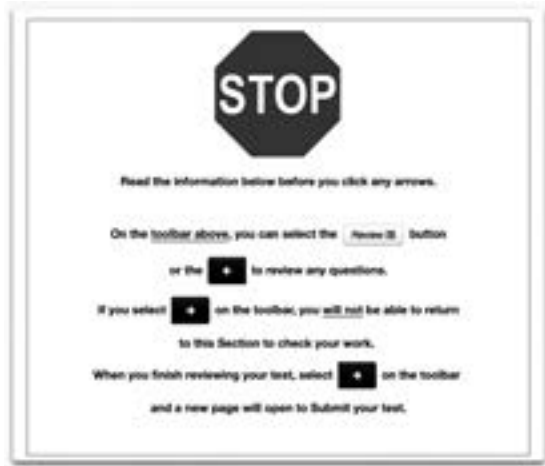 STOP
Read the information below before you click any arrows.
On the toolbar above, you can select the Review button
or the to review any questions.
If you select on the toolbar, you will not be able to return
to this Section to check your work.
When you finish reviewing your test, select on the toolbar
and a new page will open to Submit your test.